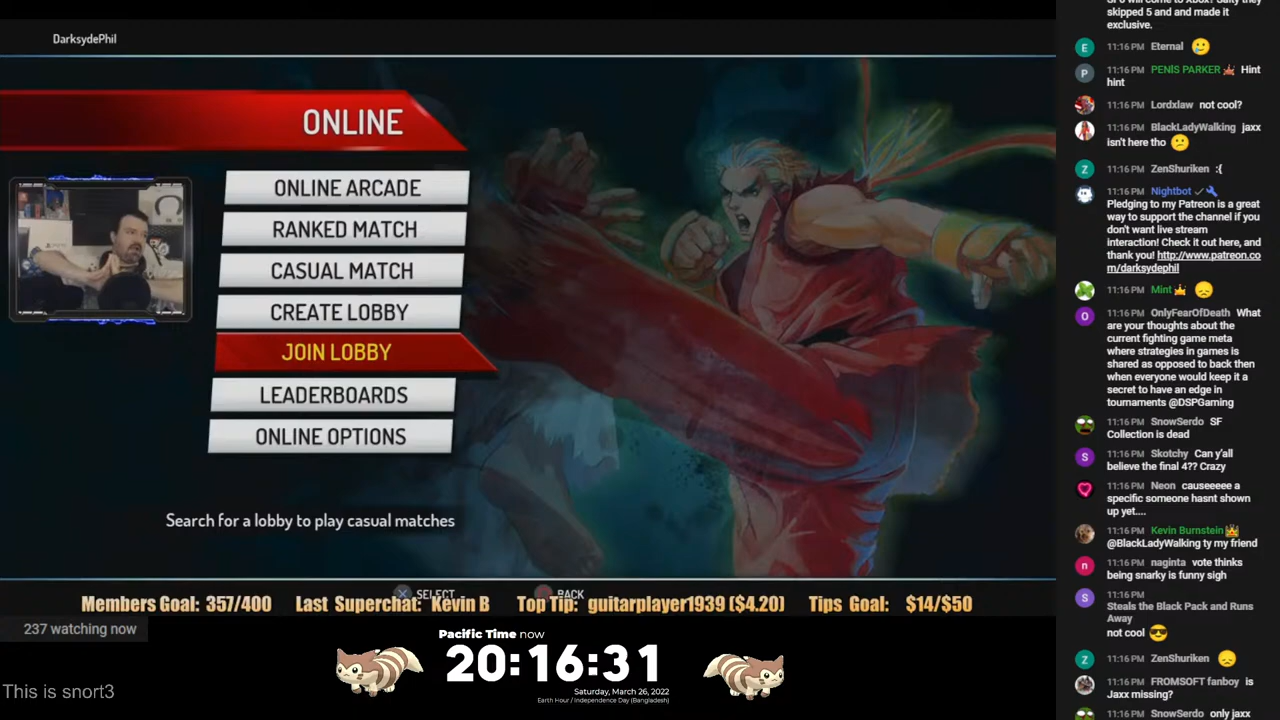 DarksydePhil
ONLINE
ONLINE ARCADE
RANKED MATCH
CASUAL MATCH
CREATE LOBBY
JOIN LOBBY
LEADERBOARDS
ONLINE OPTIONS
Search for a lobby to play casual matches
SELECT
BACK
Members Goal: 357/400 Last Superchat: Kevin B Top Tip: guitarplayer1939 ($4.20) Tips Goal: $14/$50
237 watching now
Pacific Time now
20:16:31
Saturday, March 26, 2022
Earth Hour / Independence Day (Bangladesh)
This is snort3
skipped 5 and and made it
exclusive.
E 11:16 PM Eternal
P 11:16 PM PENIS PARKER Hint
hint
11:16 PM Lordxlaw not cool?
11:16 PM BlackLadyWalking jaxx
isn't here tho
Z 11:16 PM ZenShuriken :(
11:16 PM Nightbot
Pledging to my Patreon is a great
way to support the channel if you
don't want live stream
interaction! Check it out here, and
thank you! http://www.patreon.co
m/darksydephil
11:16 PM Mint
O 11:16 PM OnlyFearOfDeath What
are your thoughts about the
current fighting game meta
where strategies in games is
shared as opposed to back then
when everyone would keep it a
secret to have an edge in
tournaments @DSPGaming
11:16 PM SnowSerdo SF
Collection is dead
S 11:16 PM Skotchy Can y'all
believe the final 4?? Crazy
11:16 PM Neon causeeeee a
specific someone hasnt shown
up yet....
11:16 PM Kevin Burnstein
@BlackLadyWalking ty my friend
n 11:16 PM naginta vote thinks
being snarky is funny sigh
S 11:16 PM
Steals the Black Pack and Runs
Away
not cool
Z 11:16 PM ZenShuriken
11:16 PM FROMSOFT fanboy is
Jaxx missing?
11:16 PM SnowSerdo only jaxx